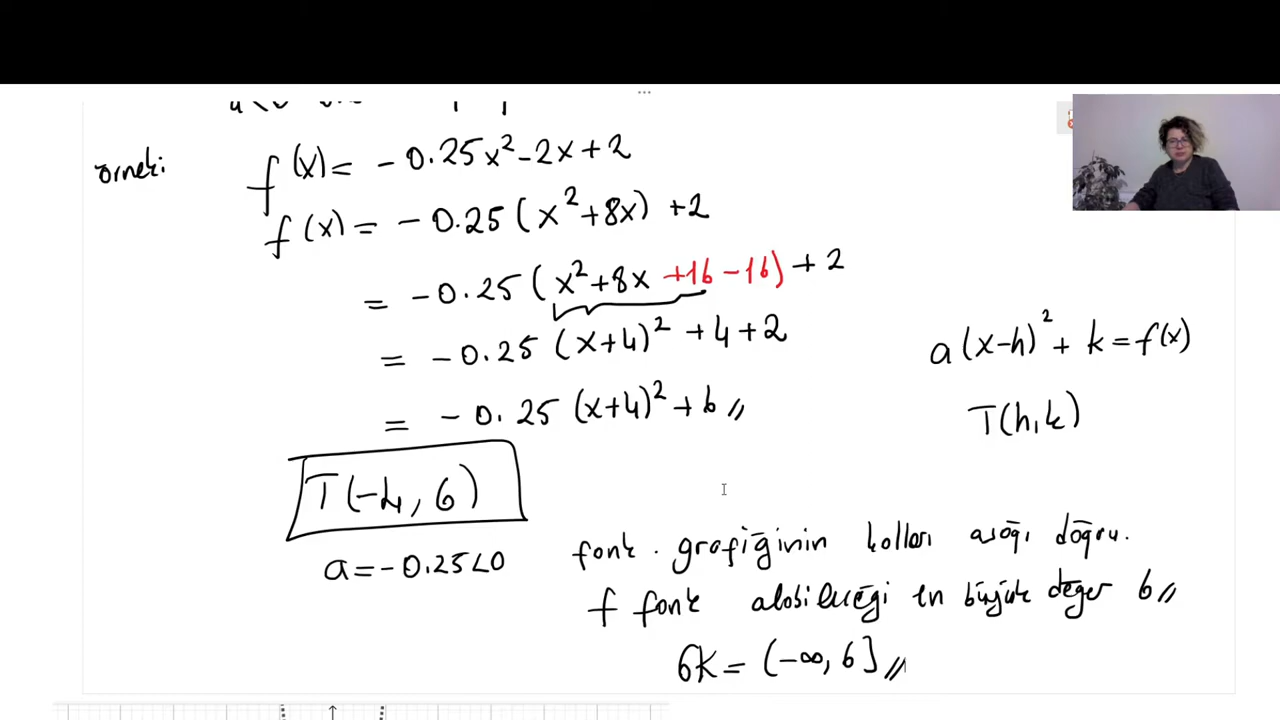 örnek: f(x) = -0.25x² - 2x + 2
f(x) = -0.25(x² + 8x) + 2
= -0.25(x² + 8x +16 -16) + 2
= -0.25(x+4)² + 4 + 2
a(x-h)² + k = f(x)
= -0.25(x+4)² + 6 //
T(h,k)
T(-4, 6)
a = -0.25 < 0
fonk. grafiğinin kolları aşağı doğru.
f fonk alabileceği en büyük değer 6 //
GK = (-∞, 6] //